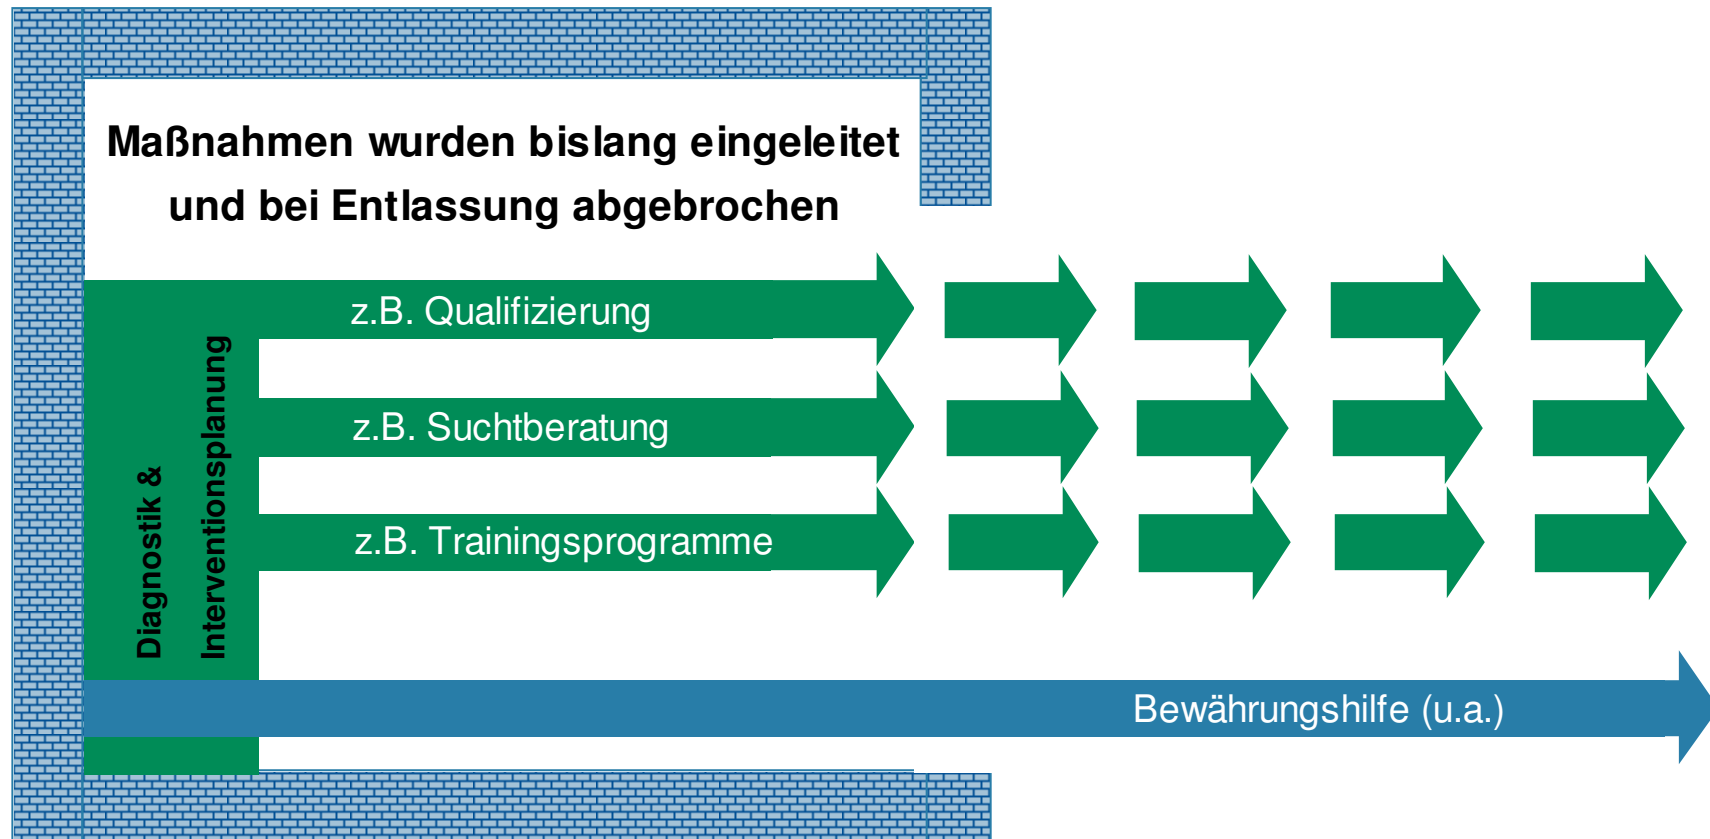 Maßnahmen wurden bislang eingeleitet
und bei Entlassung abgebrochen
z.B. Qualifizierung
z.B. Suchtberatung
z.B. Trainingsprogramme
Diagnostik &
Interventionsplanung
Bewährungshilfe (u.a.)